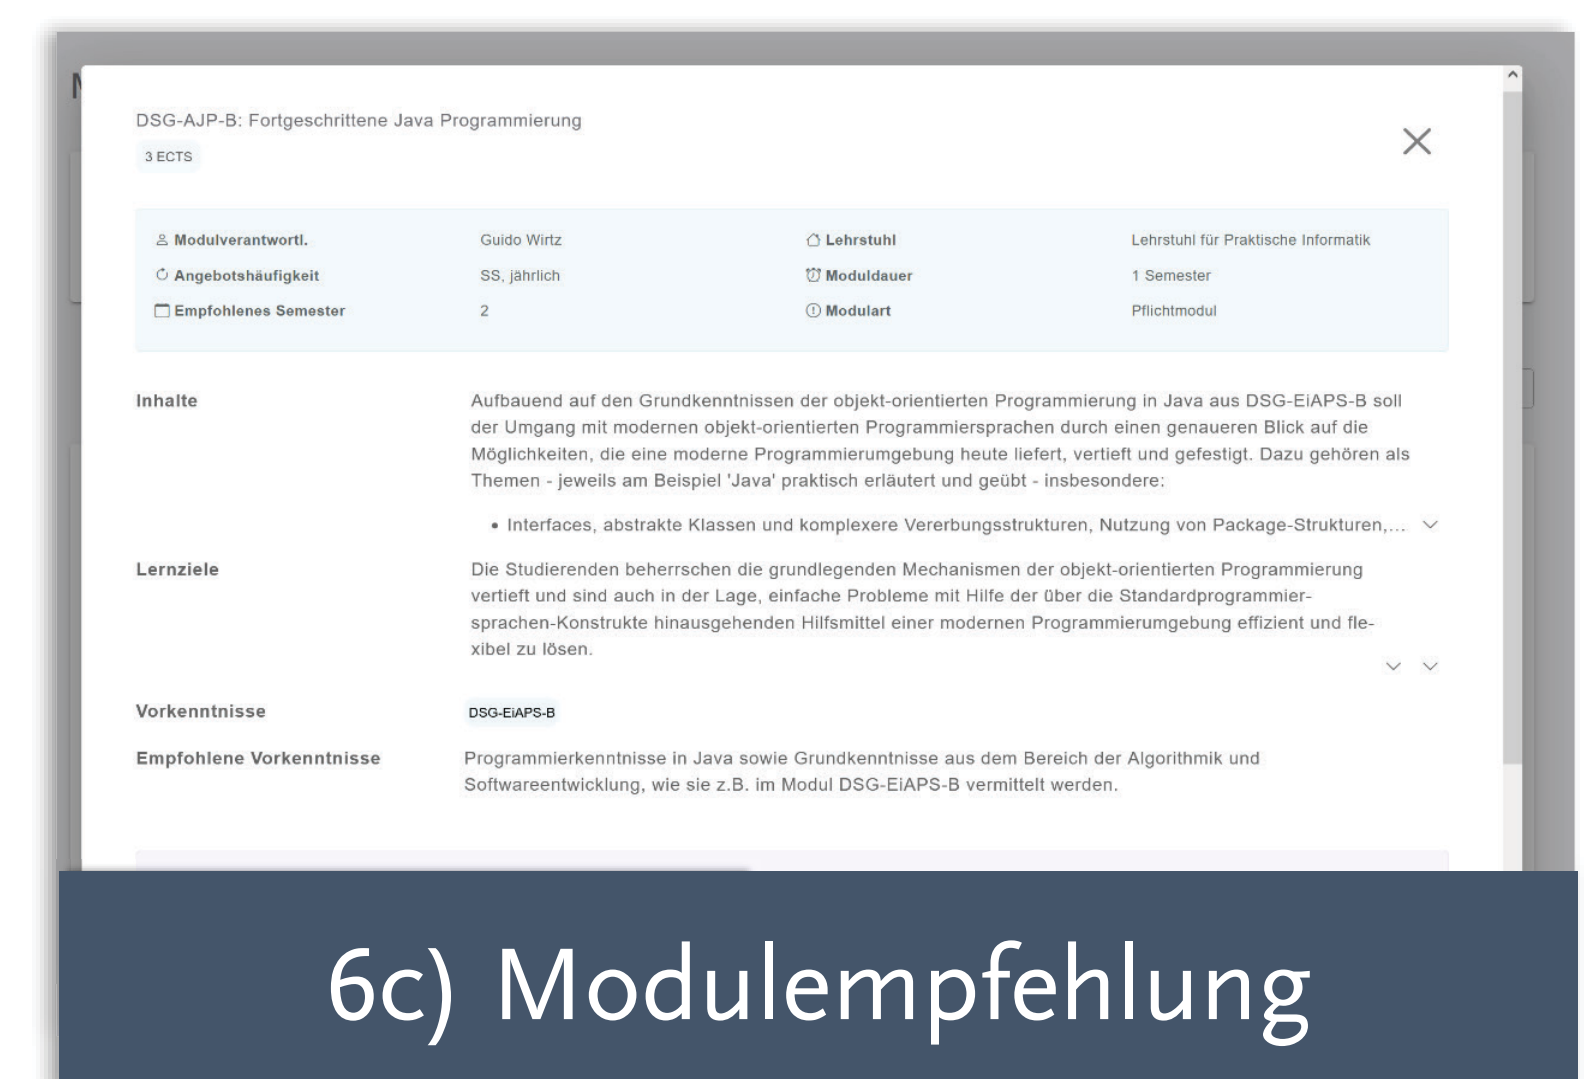 DSG-AJP-B: Fortgeschrittene Java Programmierung
3 ECTS
Modulverantwortl. Guido Wirtz Lehrstuhl Lehrstuhl für Praktische Informatik
Angebotshäufigkeit SS, jährlich Moduldauer 1 Semester
Empfohlenes Semester 2 Modulart Pflichtmodul
Inhalte Aufbauend auf den Grundkenntnissen der objekt-orientierten Programmierung in Java aus DSG-EiAPS-B soll
der Umgang mit modernen objekt-orientierten Programmiersprachen durch einen genaueren Blick auf die
Möglichkeiten, die eine moderne Programmierumgebung heute liefert, vertieft und gefestigt. Dazu gehören als
Themen - jeweils am Beispiel 'Java' praktisch erläutert und geübt - insbesondere:
• Interfaces, abstrakte Klassen und komplexere Vererbungsstrukturen, Nutzung von Package-Strukturen,...
Lernziele Die Studierenden beherrschen die grundlegenden Mechanismen der objekt-orientierten Programmierung
vertieft und sind auch in der Lage, einfache Probleme mit Hilfe der über die Standardprogrammier-
sprachen-Konstrukte hinausgehenden Hilfsmittel einer modernen Programmierumgebung effizient und fle-
xibel zu lösen.
Vorkenntnisse DSG-EiAPS-B
Empfohlene Vorkenntnisse Programmierkenntnisse in Java sowie Grundkenntnisse aus dem Bereich der Algorithmik und
Softwareentwicklung, wie sie z.B. im Modul DSG-EiAPS-B vermittelt werden.
6c) Modulempfehlung